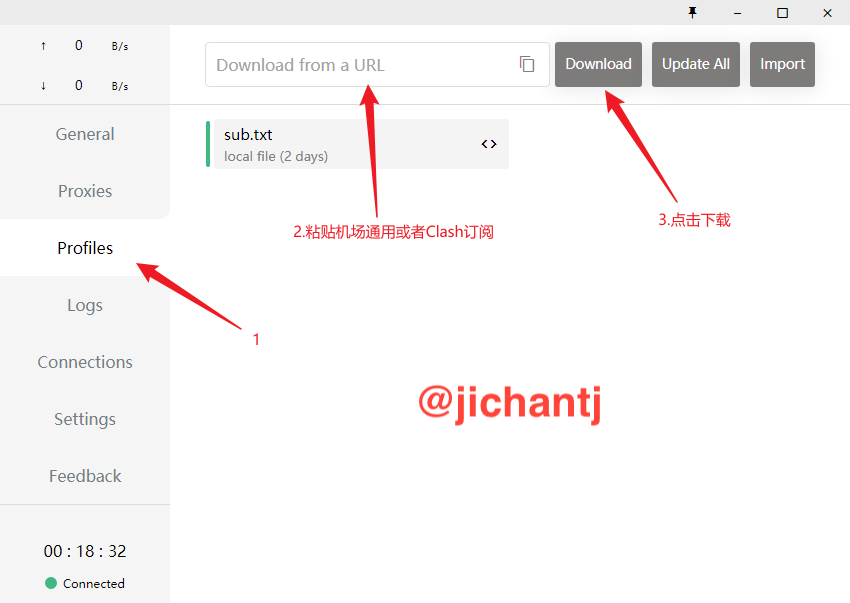 ↑ 0 B/s
↓ 0 B/s
Download from a URL
Download
Update All
Import
General
Proxies
Profiles
Logs
Connections
Settings
Feedback
00 : 18 : 32
Connected
sub.txt
local file (2 days)
<>
2.粘贴机场通用或者Clash订阅
3.点击下载
1
@jichantj